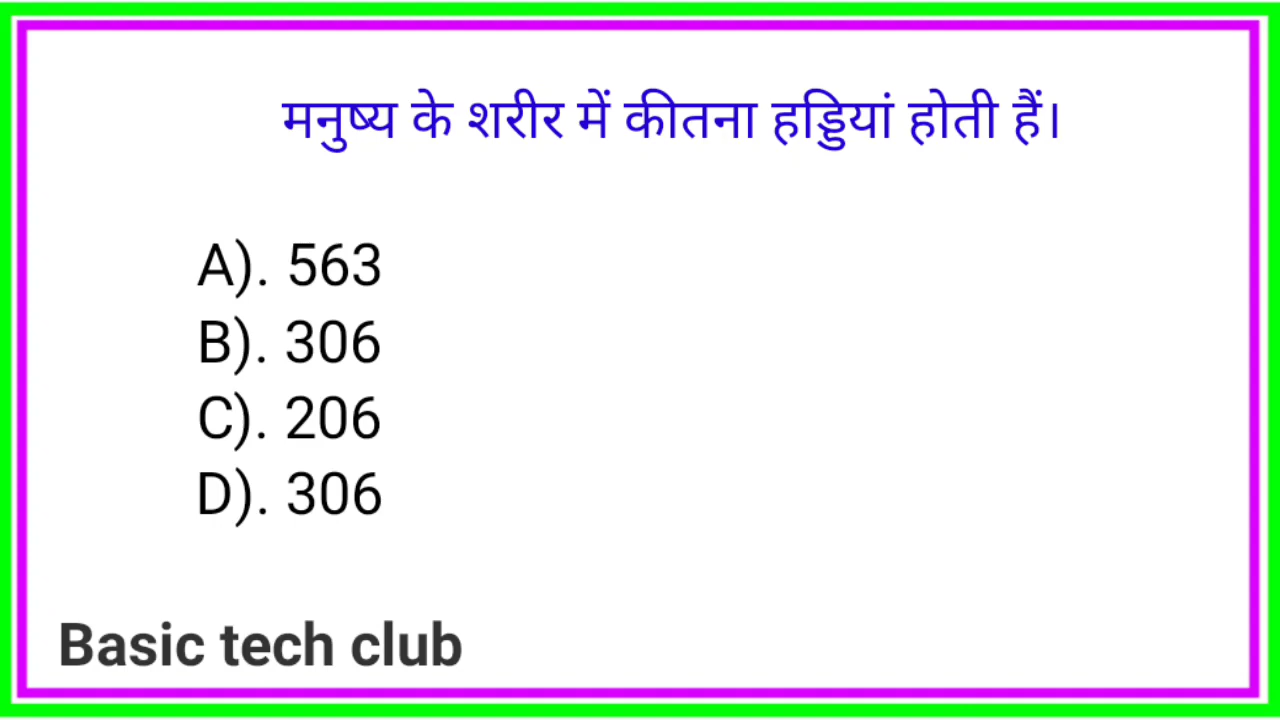 मनुष्य के शरीर में कीतना हड्डियां होती हैं।
A). 563
B). 306
C). 206
D). 306
Basic tech club